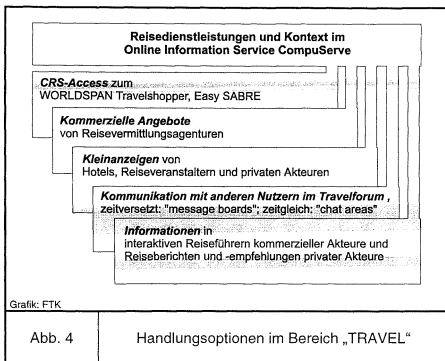 Reisedienstleistungen und Kontext im
Online Information Service CompuServe
CRS-Access zum
WORLDSPAN Travelshopper, Easy SABRE
Kommerzielle Angebote
von Reisevermittlungsagenturen
Kleinanzeigen von
Hotels, Reiseveranstaltern und privaten Akteuren
Kommunikation mit anderen Nutzern im Travelforum ,
zeitversetzt: "message boards"; zeitgleich: "chat areas"
Informationen in
interaktiven Reiseführern kommerzieller Akteure und
Reiseberichten und -empfehlungen privater Akteure
Grafik: FTK
Abb. 4 Handlungsoptionen im Bereich „TRAVEL“